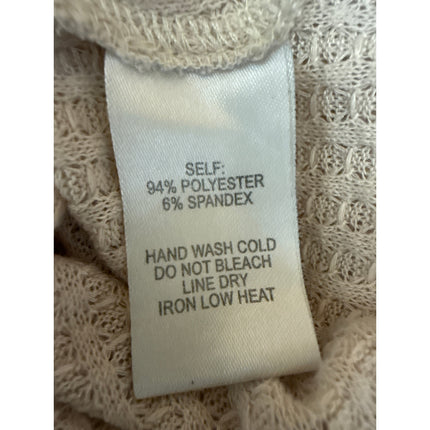 SELF:
94% POLYESTER
6% SPANDEX
HAND WASH COLD
DO NOT BLEACH
LINE DRY
IRON LOW HEAT